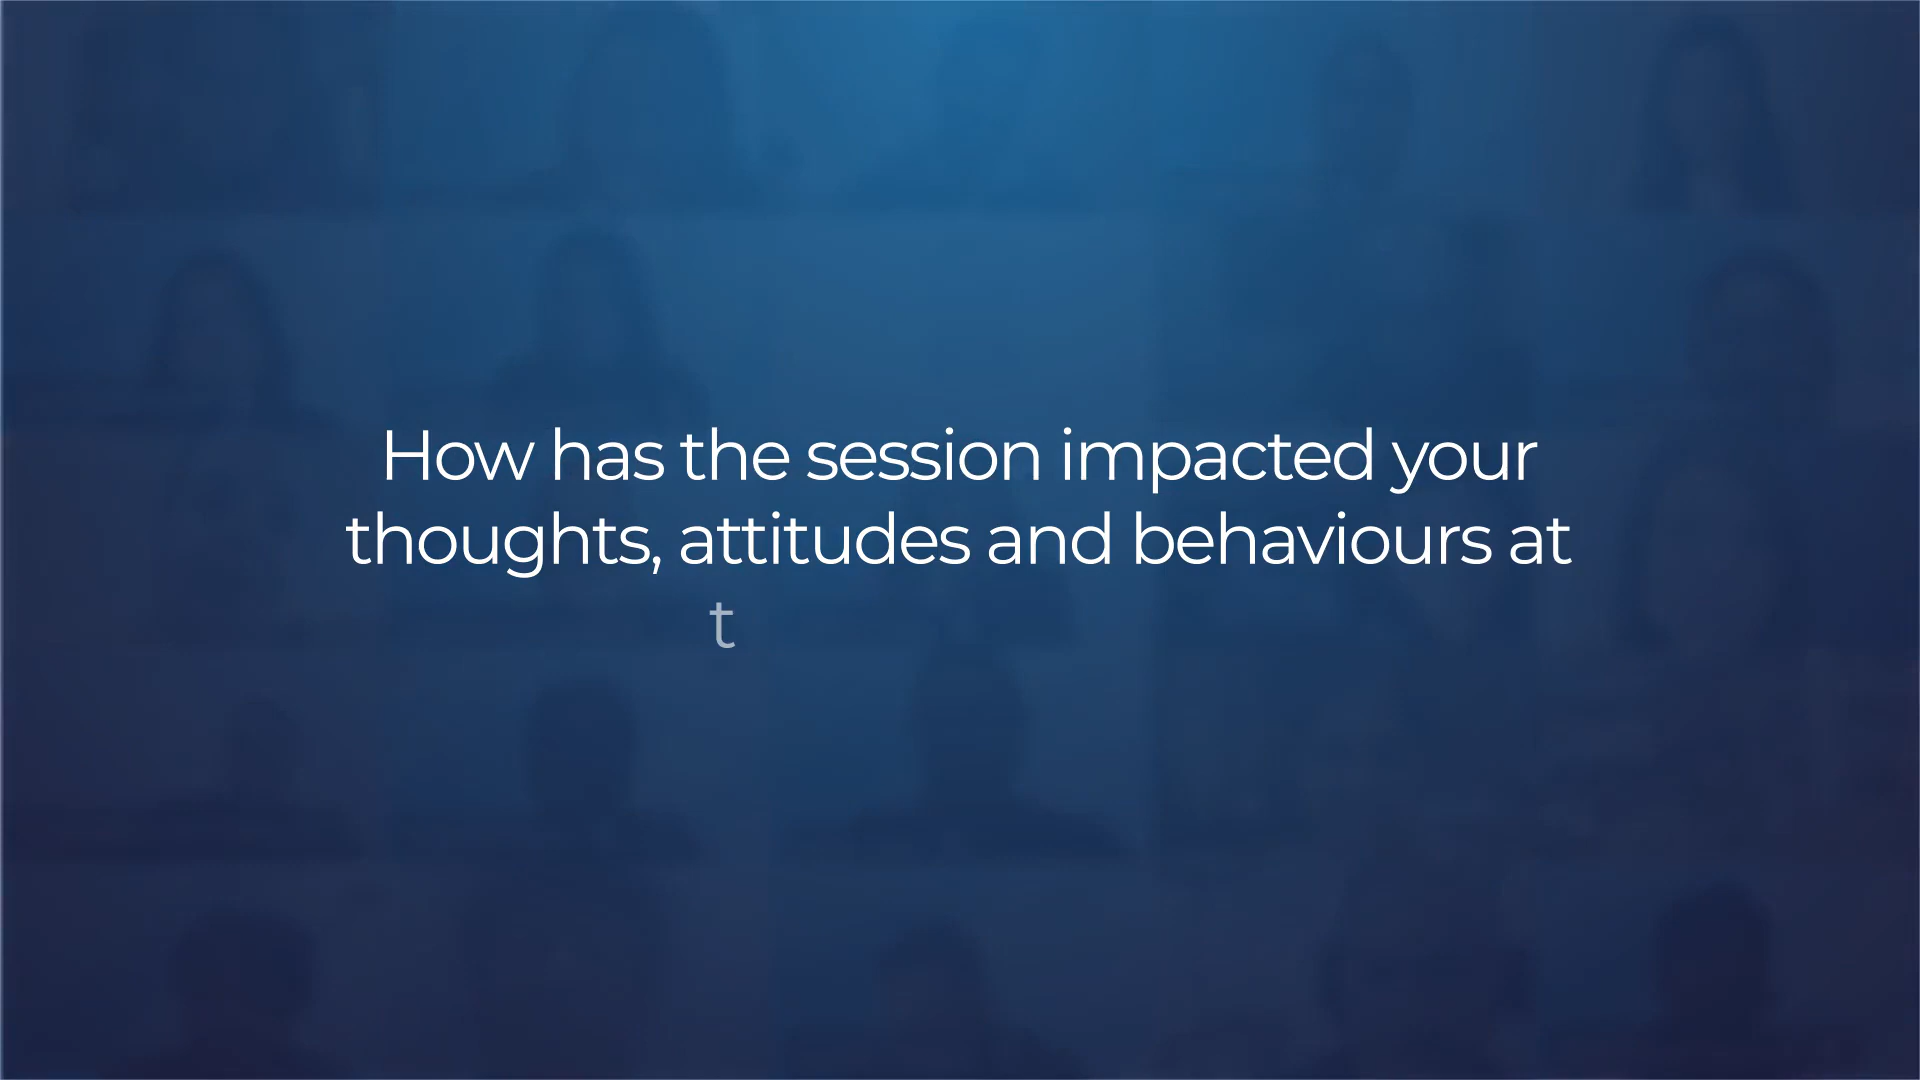 How has the session impacted your
thoughts, attitudes and behaviours at
t